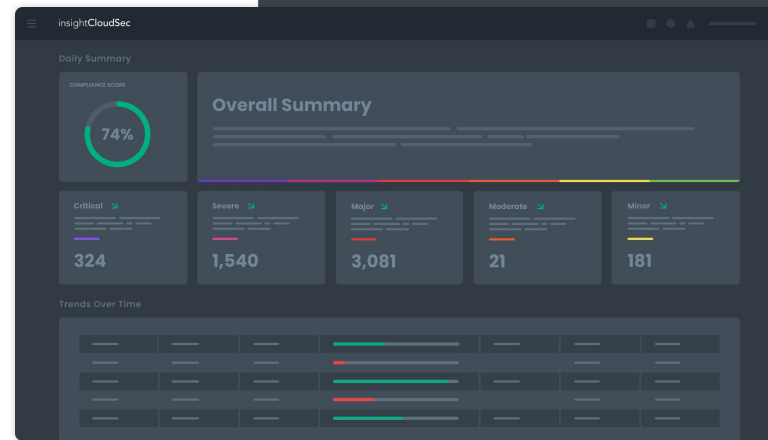 insightCloudSec
Daily Summary
COMPLIANCE SCORE
74%
Overall Summary
Critical
324
Severe
1,540
Major
3,081
Moderate
21
Minor
181
Trends Over Time